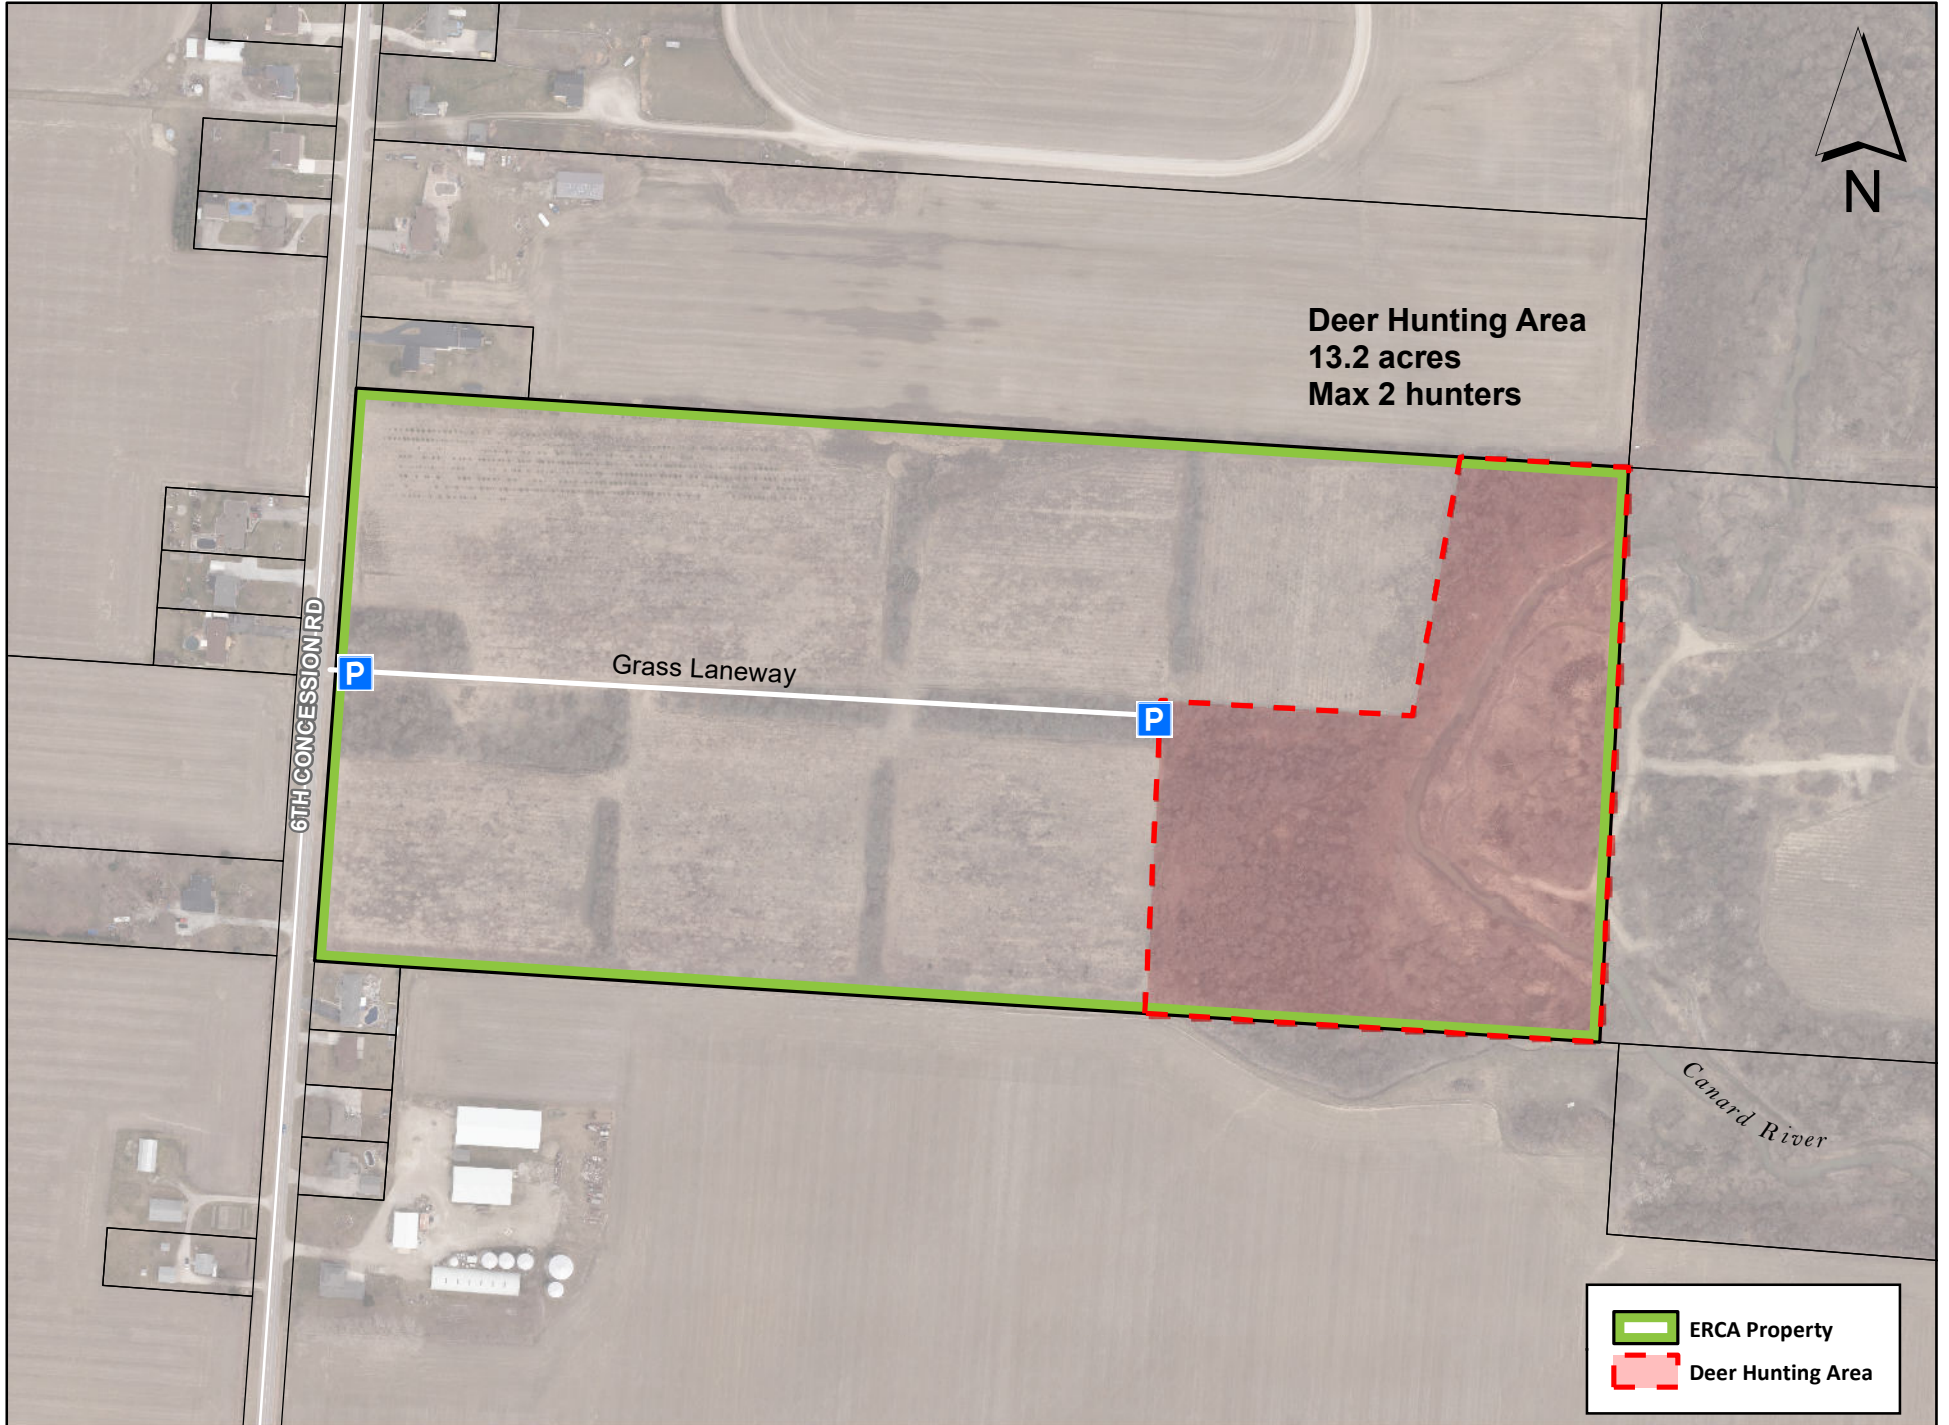 N
Deer Hunting Area
13.2 acres
Max 2 hunters
6TH CONCESSION RD
P
Grass Laneway
P
Canard River
ERCA Property
Deer Hunting Area